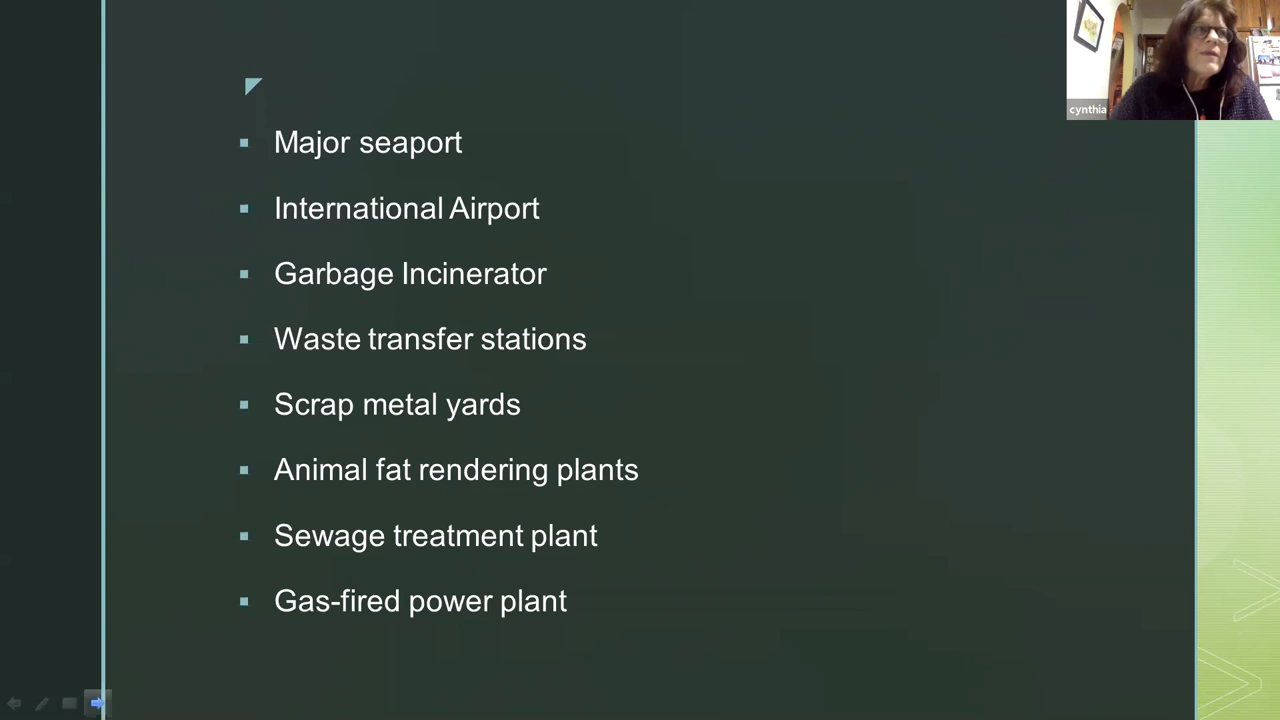 cynthia
Major seaport
International Airport
Garbage Incinerator
Waste transfer stations
Scrap metal yards
Animal fat rendering plants
Sewage treatment plant
Gas-fired power plant